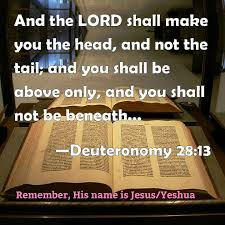 And the LORD shall make
you the head, and not the
tail; and you shall be
above only, and you shall
not be beneath...
—Deuteronomy 28:13
Remember, His name is Jesus/Yeshua